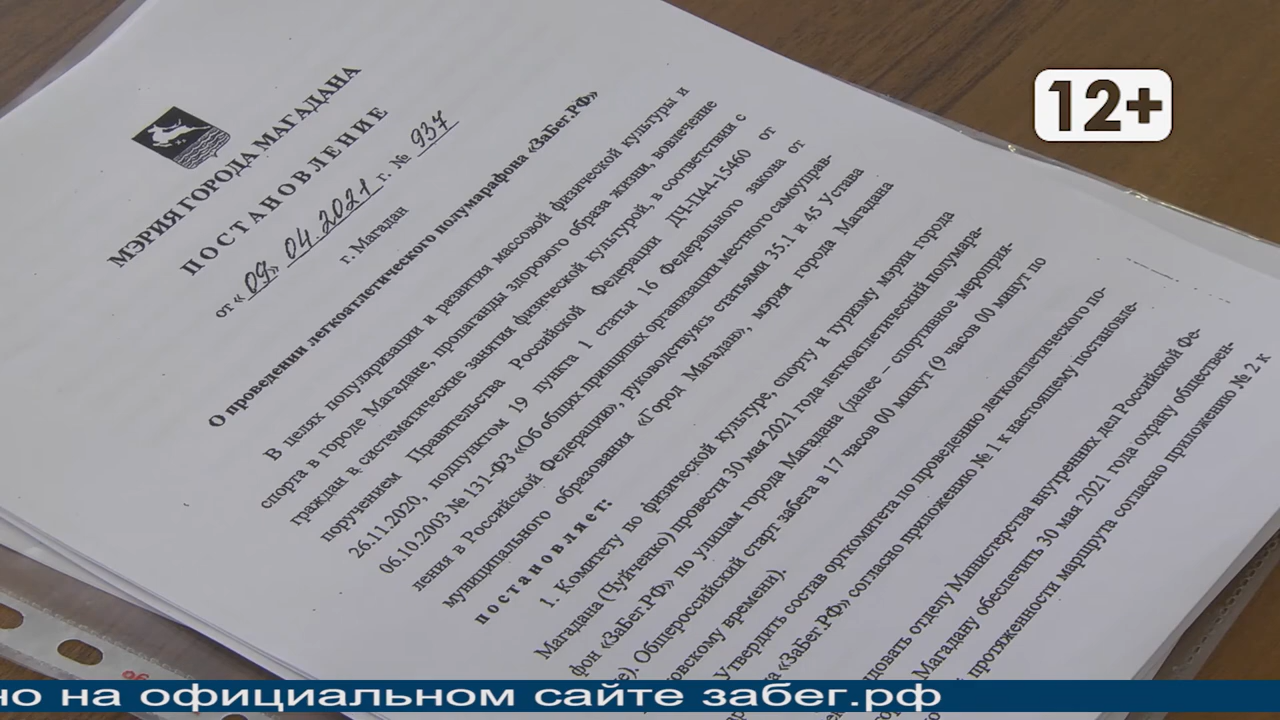 12+
МЭРИЯ ГОРОДА МАГАДАНА
ПОСТАНОВЛЕНИЕ
от «09» 04.2021 г. № 937
г. Магадан
О проведении легкоатлетического полумарафона «ЗаБег.РФ»
В целях популяризации и развития массовой физической культуры и
спорта в городе Магадане, пропаганды здорового образа жизни, вовлечение
граждан в систематические занятия физической культурой, в соответствии с
поручением Правительства Российской Федерации ДЧ-П44-15460 от
26.11.2020, подпунктом 19 пункта 1 статьи 16 Федерального закона от
06.10.2003 № 131-ФЗ «Об общих принципах организации местного самоуправ-
ления в Российской Федерации», руководствуясь статьями 35.1 и 45 Устава
муниципального образования «Город Магадан», мэрия города Магадана
постановляет:
1. Комитету по физической культуре, спорту и туризму мэрии города
Магадана (Чуйченко) провести 30 мая 2021 года легкоатлетический полумара-
фон «ЗаБег.РФ» по улицам города Магадана (далее – спортивное мероприя-
). Общероссийский старт забега в 17 часов 00 минут (9 часов 00 минут по
овскому времени).
Утвердить состав оргкомитета по проведению легкоатлетического по-
а «ЗаБег.РФ» согласно приложению № 1 к настоящему постановле-
довать отделу Министерства внутренних дел Российской Фе-
Магадану обеспечить 30 мая 2021 года охрану обществен-
протяженности маршрута согласно приложению № 2 к
но на официальном сайте забег.рф